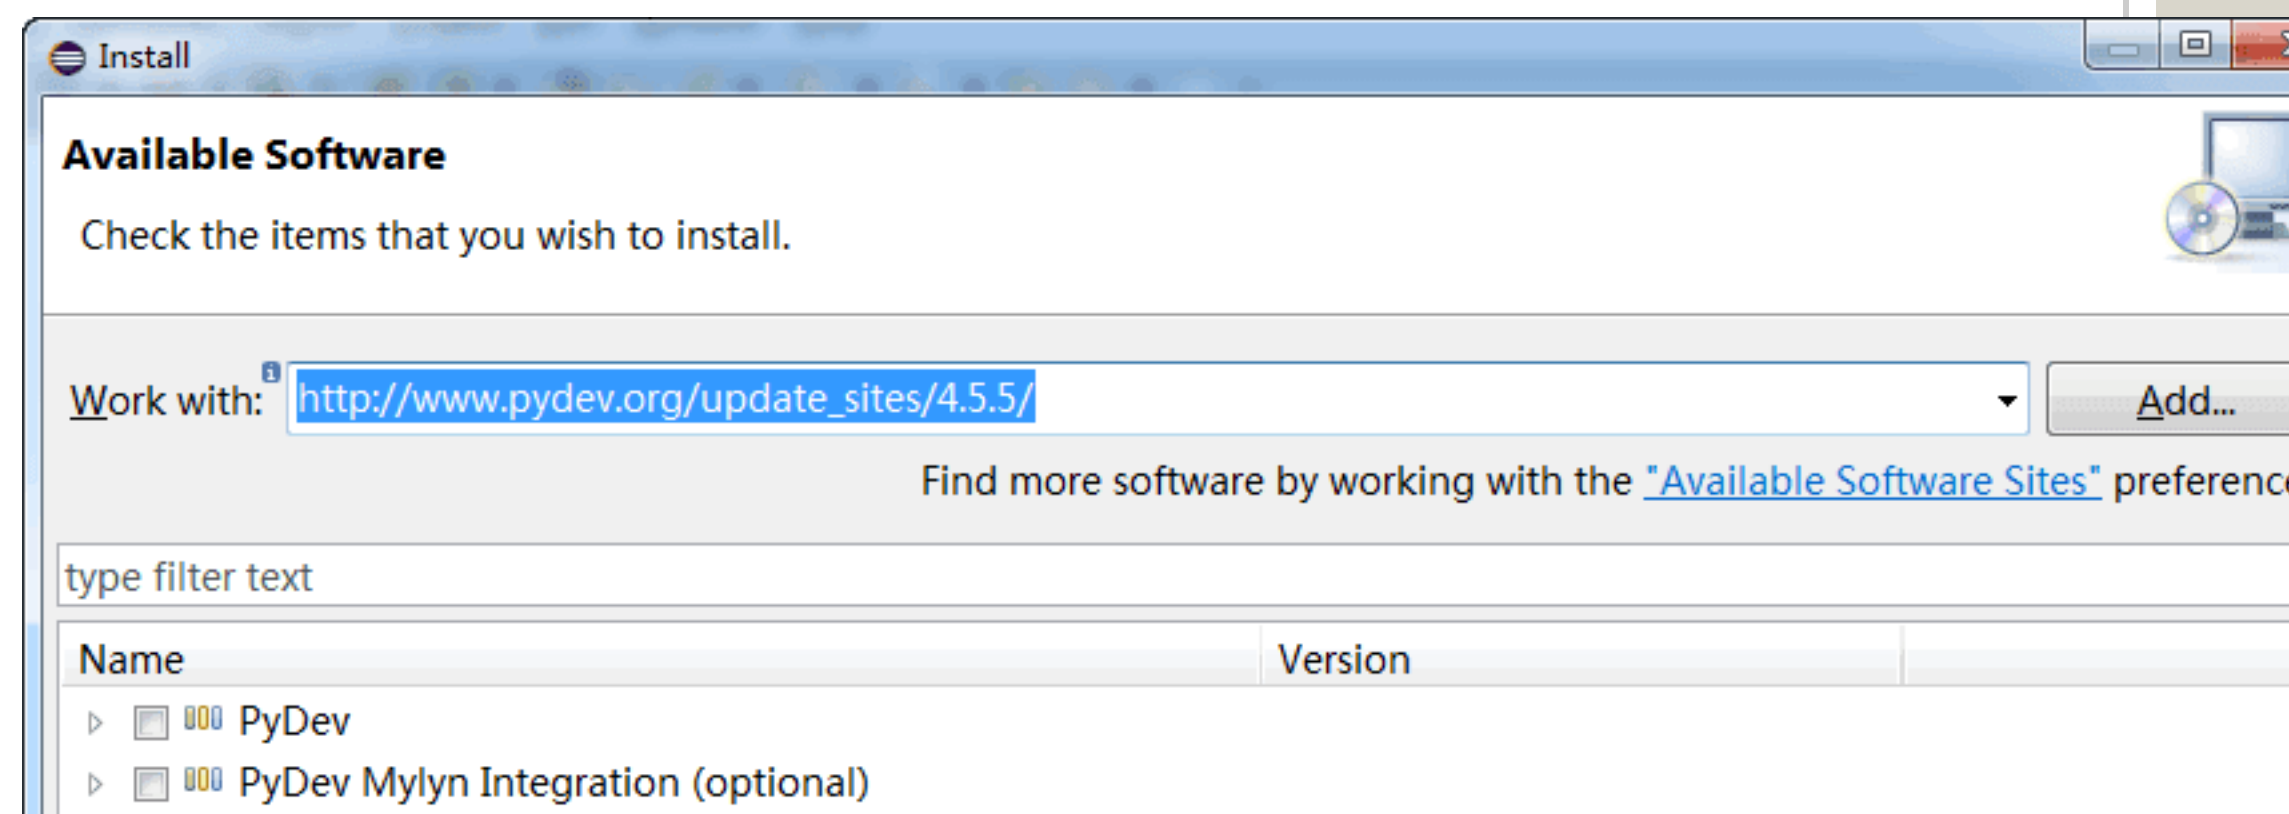 Install
Available Software
Check the items that you wish to install.
Work with: http://www.pydev.org/update_sites/4.5.5/ Add...
Find more software by working with the "Available Software Sites"
type filter text
Name Version
PyDev
PyDev Mylyn Integration (optional)